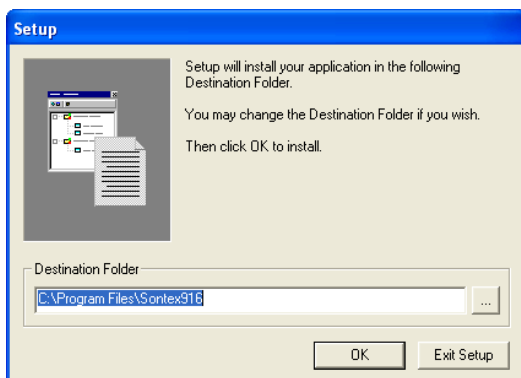 Setup
Setup will install your application in the following
Destination Folder.
You may change the Destination Folder if you wish.
Then click OK to install.
Destination Folder
C:\Program Files\Sontex916
...
OK
Exit Setup